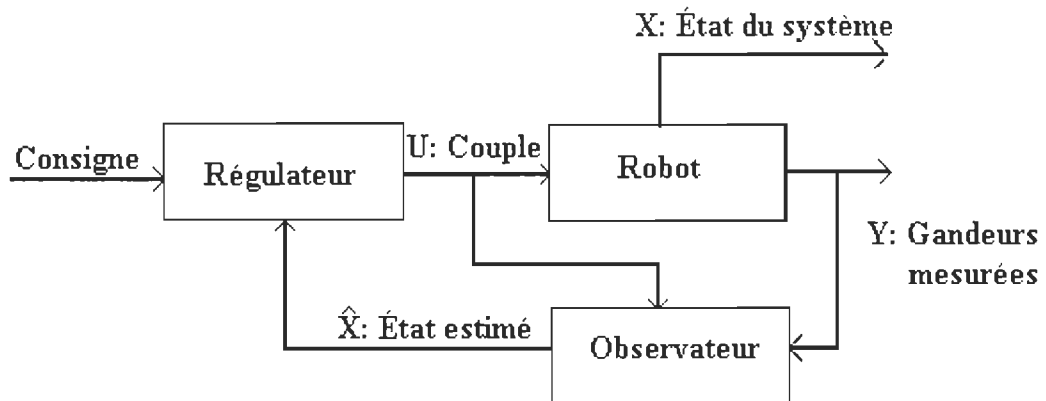 X: État du système
Consigne
Régulateur
U: Couple
Robot
Y: Gandeurs
mesurées
X̂: État estimé
Observateur